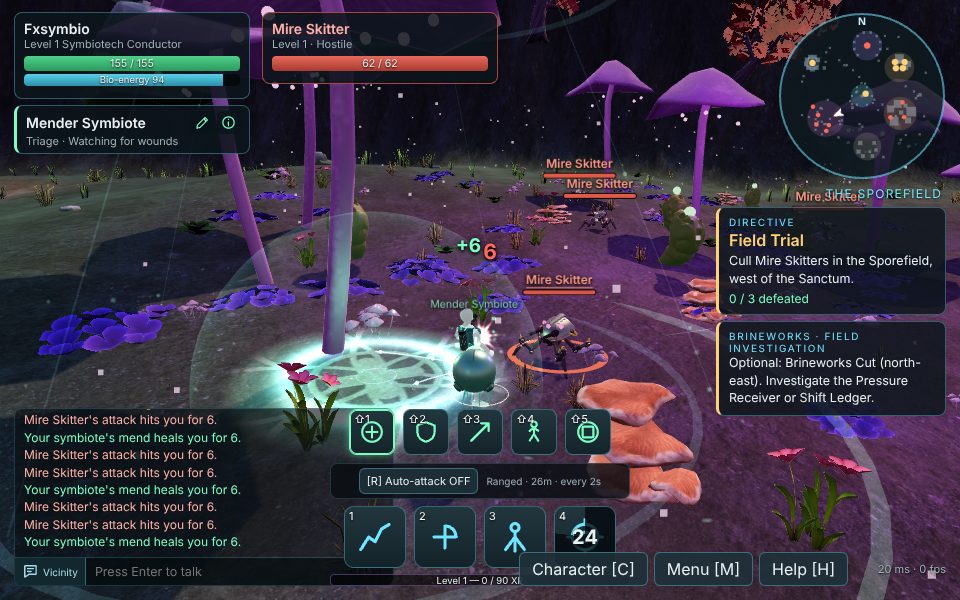 Fxsymbio
Level 1 Symbiotech Conductor
155 / 155
Bio-energy 94
Mender Symbiote
Triage · Watching for wounds
Mire Skitter
Level 1 · Hostile
62 / 62
N
THE SPOREFIELD
Mire Skitter
Mire Skitter
Mire Skitter
Mire Skitter
+6
6
Mender Symbiote
DIRECTIVE
Field Trial
Cull Mire Skitters in the Sporefield,
west of the Sanctum.
0 / 3 defeated
BRINEWORKS · FIELD
INVESTIGATION
Optional: Brineworks Cut (north-
east). Investigate the Pressure
Receiver or Shift Ledger.
Mire Skitter's attack hits you for 6.
Your symbiote's mend heals you for 6.
Mire Skitter's attack hits you for 6.
Mire Skitter's attack hits you for 6.
Your symbiote's mend heals you for 6.
Mire Skitter's attack hits you for 6.
Mire Skitter's attack hits you for 6.
Your symbiote's mend heals you for 6.
Vicinity
Press Enter to talk
⇧1
⇧2
⇧3
⇧4
⇧5
[R] Auto-attack OFF
Ranged · 26m · every 2s
1
2
3
4
24
Level 1 — 0 / 90
Character [C]
Menu [M]
Help [H]
20 ms · 0 fps